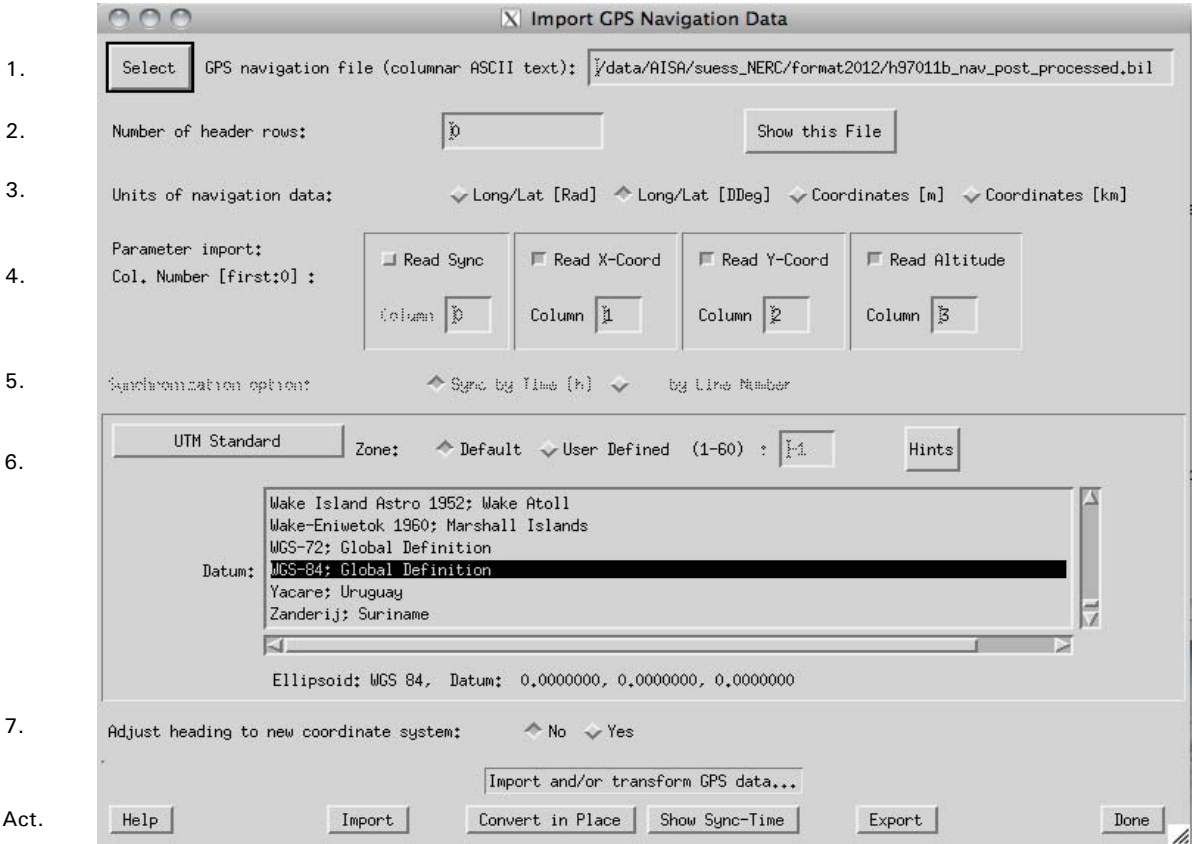 X Import GPS Navigation Data
1. Select GPS navigation file (columnar ASCII text): /data/AISA/suess_NERC/format2012/h97011b_nav_post_processed.bil
2. Number of header rows: 0 Show this File
3. Units of navigation data: Long/Lat [Rad] Long/Lat [DDeg] Coordinates [m] Coordinates [km]
Parameter import:
4. Col. Number [first:0] :
Read Sync Read X-Coord Read Y-Coord Read Altitude
Column 0 Column 1 Column 2 Column 3
5. Synchronization option: Sync by Time [h] by Line Number
6. UTM Standard Zone: Default User Defined (1-60) : -1 Hints
Wake Island Astro 1952; Wake Atoll
Wake-Eniwetok 1960; Marshall Islands
WGS-72; Global Definition
Datum: WGS-84; Global Definition
Yacare; Uruguay
Zanderij; Suriname
Ellipsoid: WGS 84, Datum: 0.0000000, 0.0000000, 0.0000000
7. Adjust heading to new coordinate system: No Yes
Import and/or transform GPS data...
Act. Help Import Convert in Place Show Sync-Time Export Done